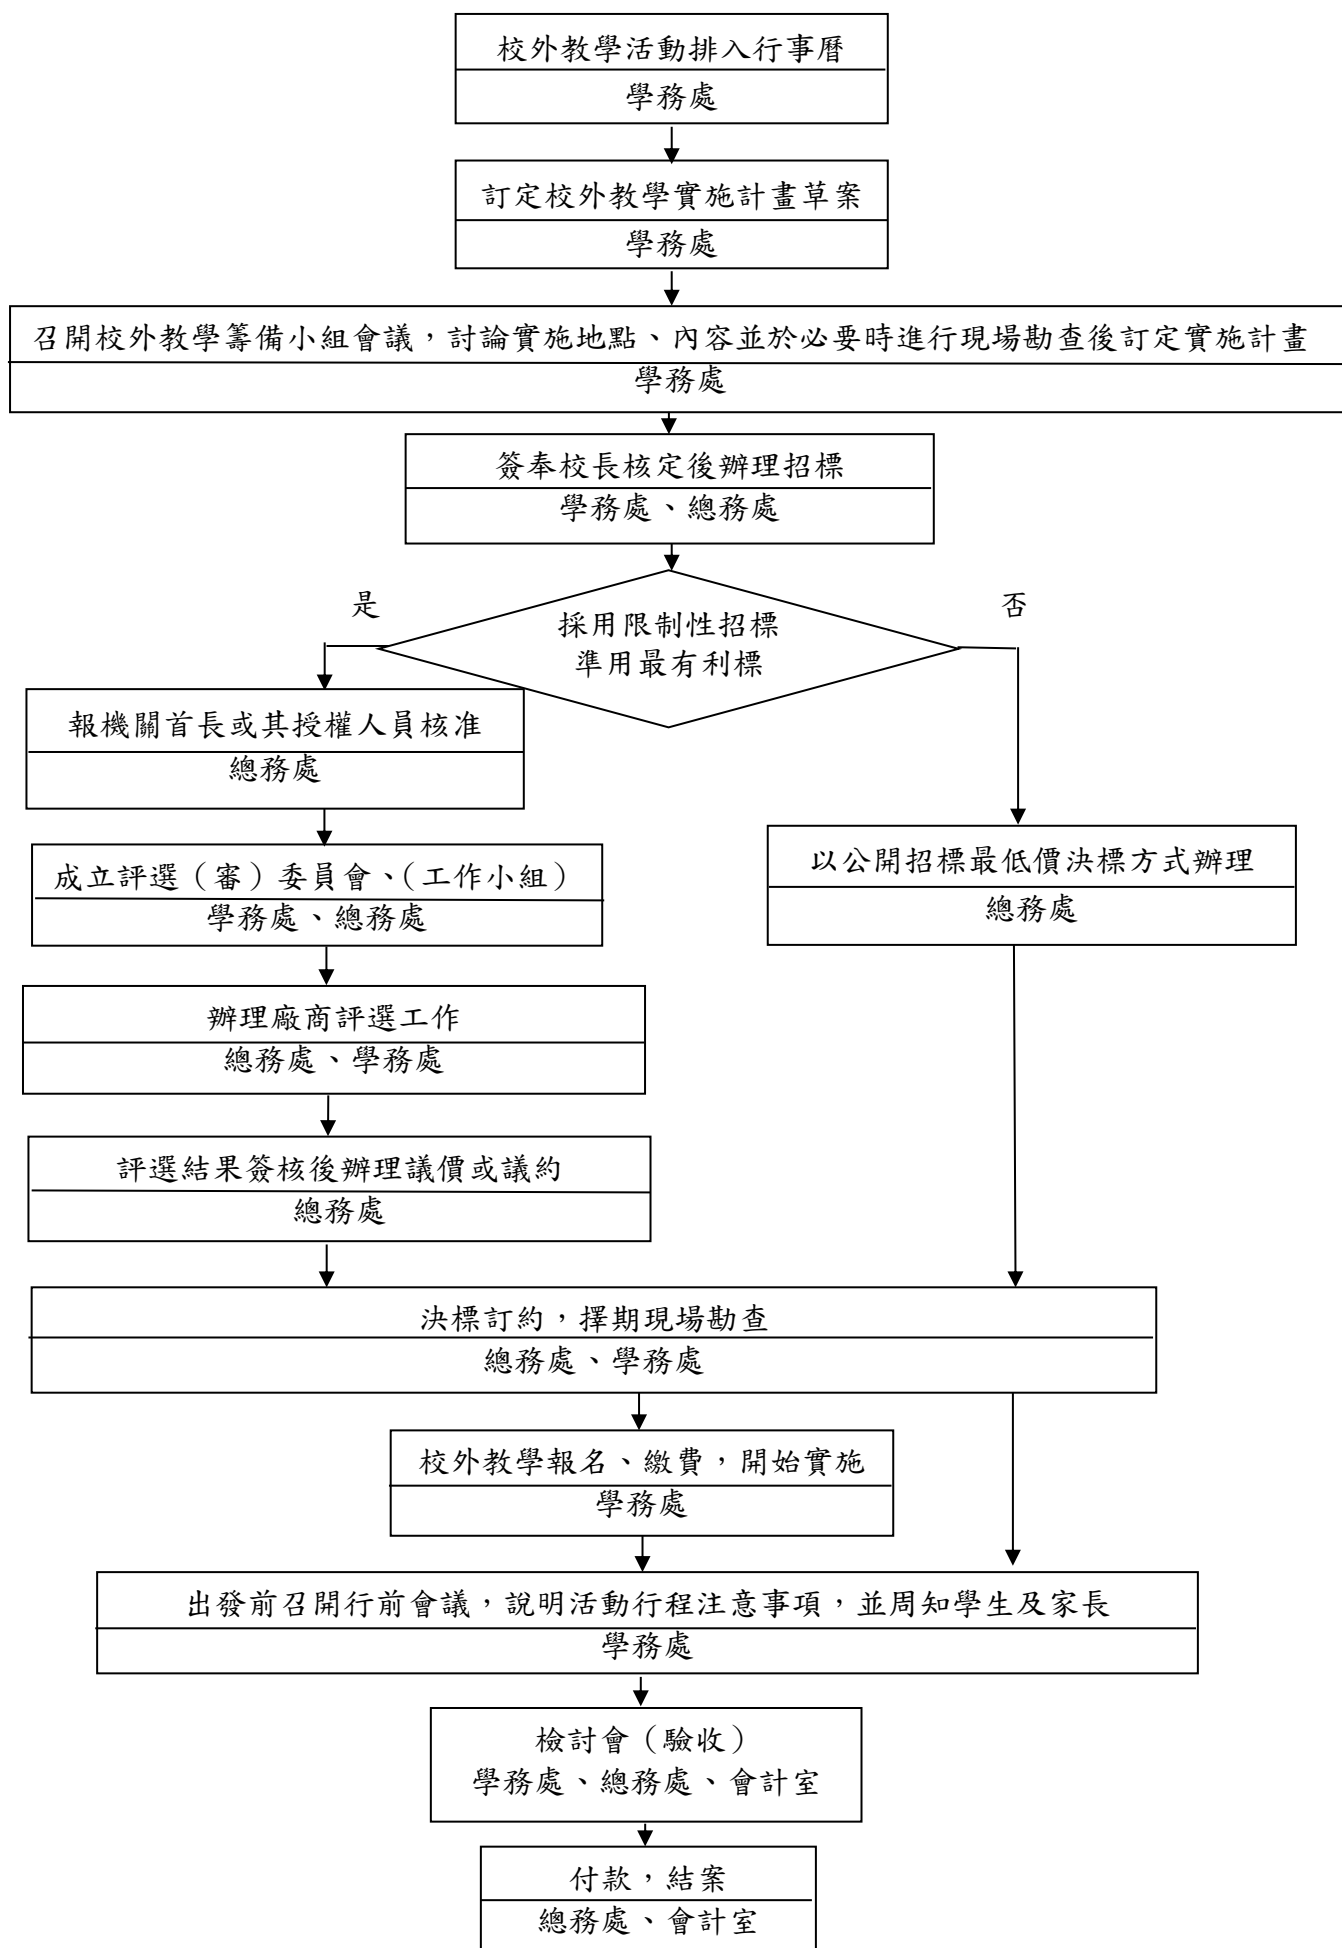 校外教學活動排入行事曆
學務處
訂定校外教學實施計畫草案
學務處
召開校外教學籌備小組會議，討論實施地點、內容並於必要時進行現場勘查後訂定實施計畫
學務處
簽奉校長核定後辦理招標
學務處、總務處
是
否
採用限制性招標
準用最有利標
報機關首長或其授權人員核准
總務處
成立評選（審）委員會、（工作小組）
學務處、總務處
以公開招標最低價決標方式辦理
總務處
辦理廠商評選工作
總務處、學務處
評選結果簽核後辦理議價或議約
總務處
決標訂約，擇期現場勘查
總務處、學務處
校外教學報名、繳費，開始實施
學務處
出發前召開行前會議，說明活動行程注意事項，並周知學生及家長
學務處
檢討會（驗收）
學務處、總務處、會計室
付款，結案
總務處、會計室